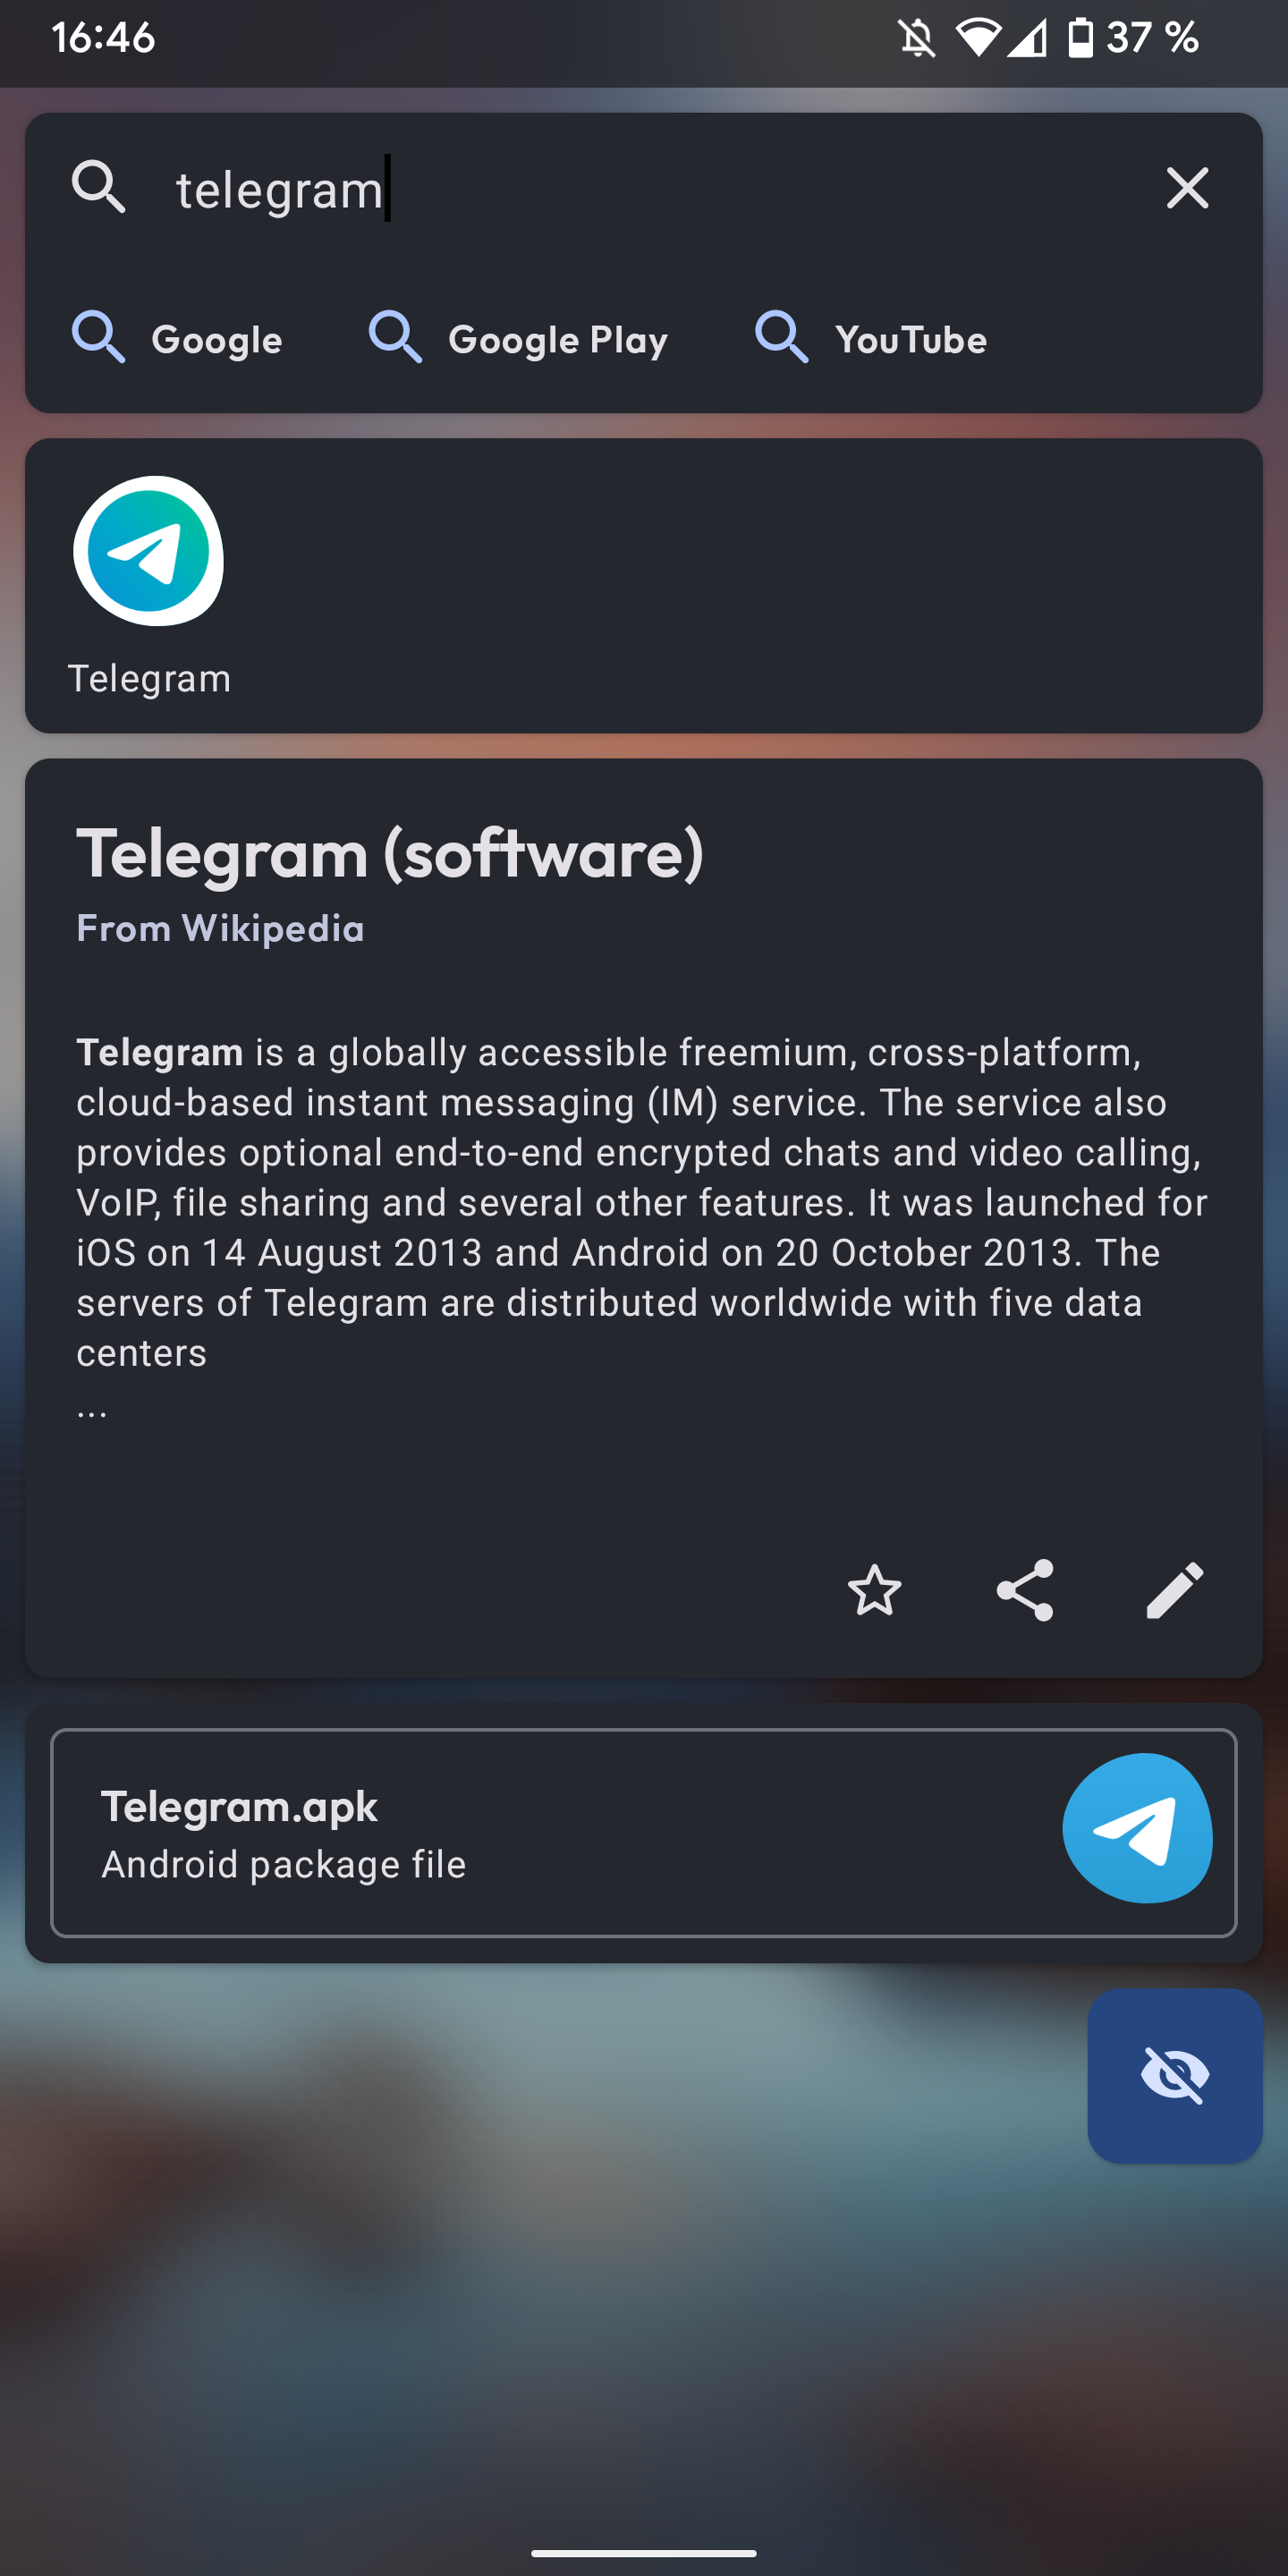 16:46
37 %
telegram
Google
Google Play
YouTube
Telegram
Telegram (software)
From Wikipedia
Telegram is a globally accessible freemium, cross-platform,
cloud-based instant messaging (IM) service. The service also
provides optional end-to-end encrypted chats and video calling,
VoIP, file sharing and several other features. It was launched for
iOS on 14 August 2013 and Android on 20 October 2013. The
servers of Telegram are distributed worldwide with five data
centers
...
Telegram.apk
Android package file